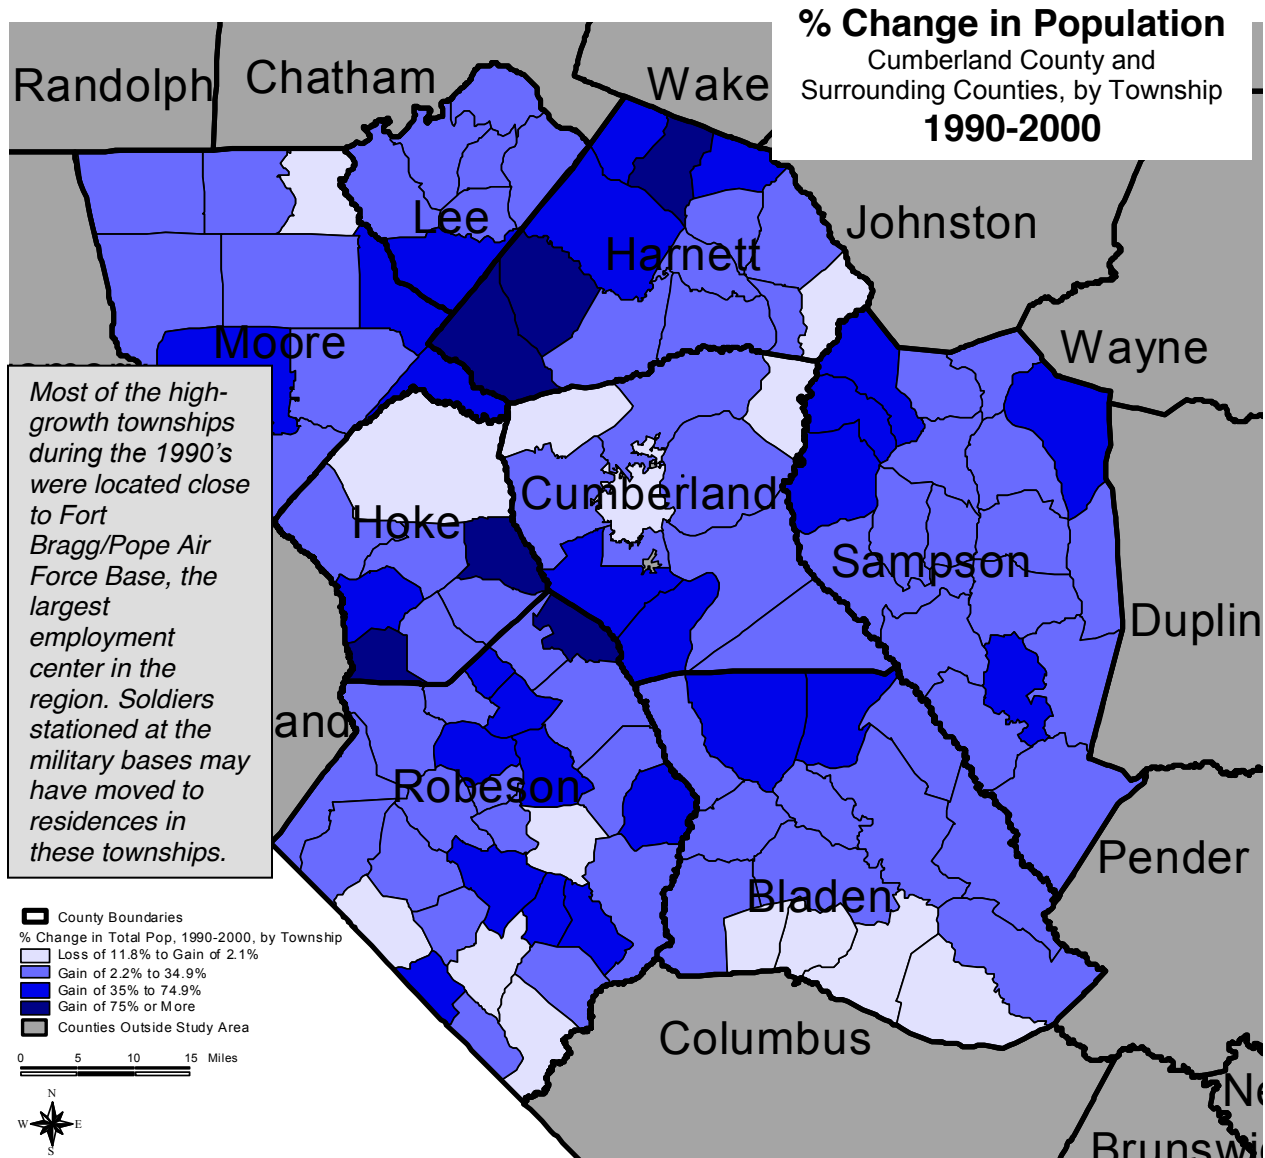 % Change in Population
Cumberland County and
Surrounding Counties, by Township
1990-2000
Randolph
Chatham
Wake
Johnston
Lee
Harnett
Wayne
Moore
Most of the high-
growth townships
during the 1990's
were located close
to Fort
Bragg/Pope Air
Force Base, the
largest
employment
center in the
region. Soldiers
stationed at the
military bases may
have moved to
residences in
these townships.
Cumberland
Hoke
Sampson
Duplin
and
Robeson
Pender
Bladen
Columbus
Ne
Brunswi
County Boundaries
% Change in Total Pop, 1990-2000, by Township
Loss of 11.8% to Gain of 2.1%
Gain of 2.2% to 34.9%
Gain of 35% to 74.9%
Gain of 75% or More
Counties Outside Study Area
0 5 10 15 Miles
N
W E
S